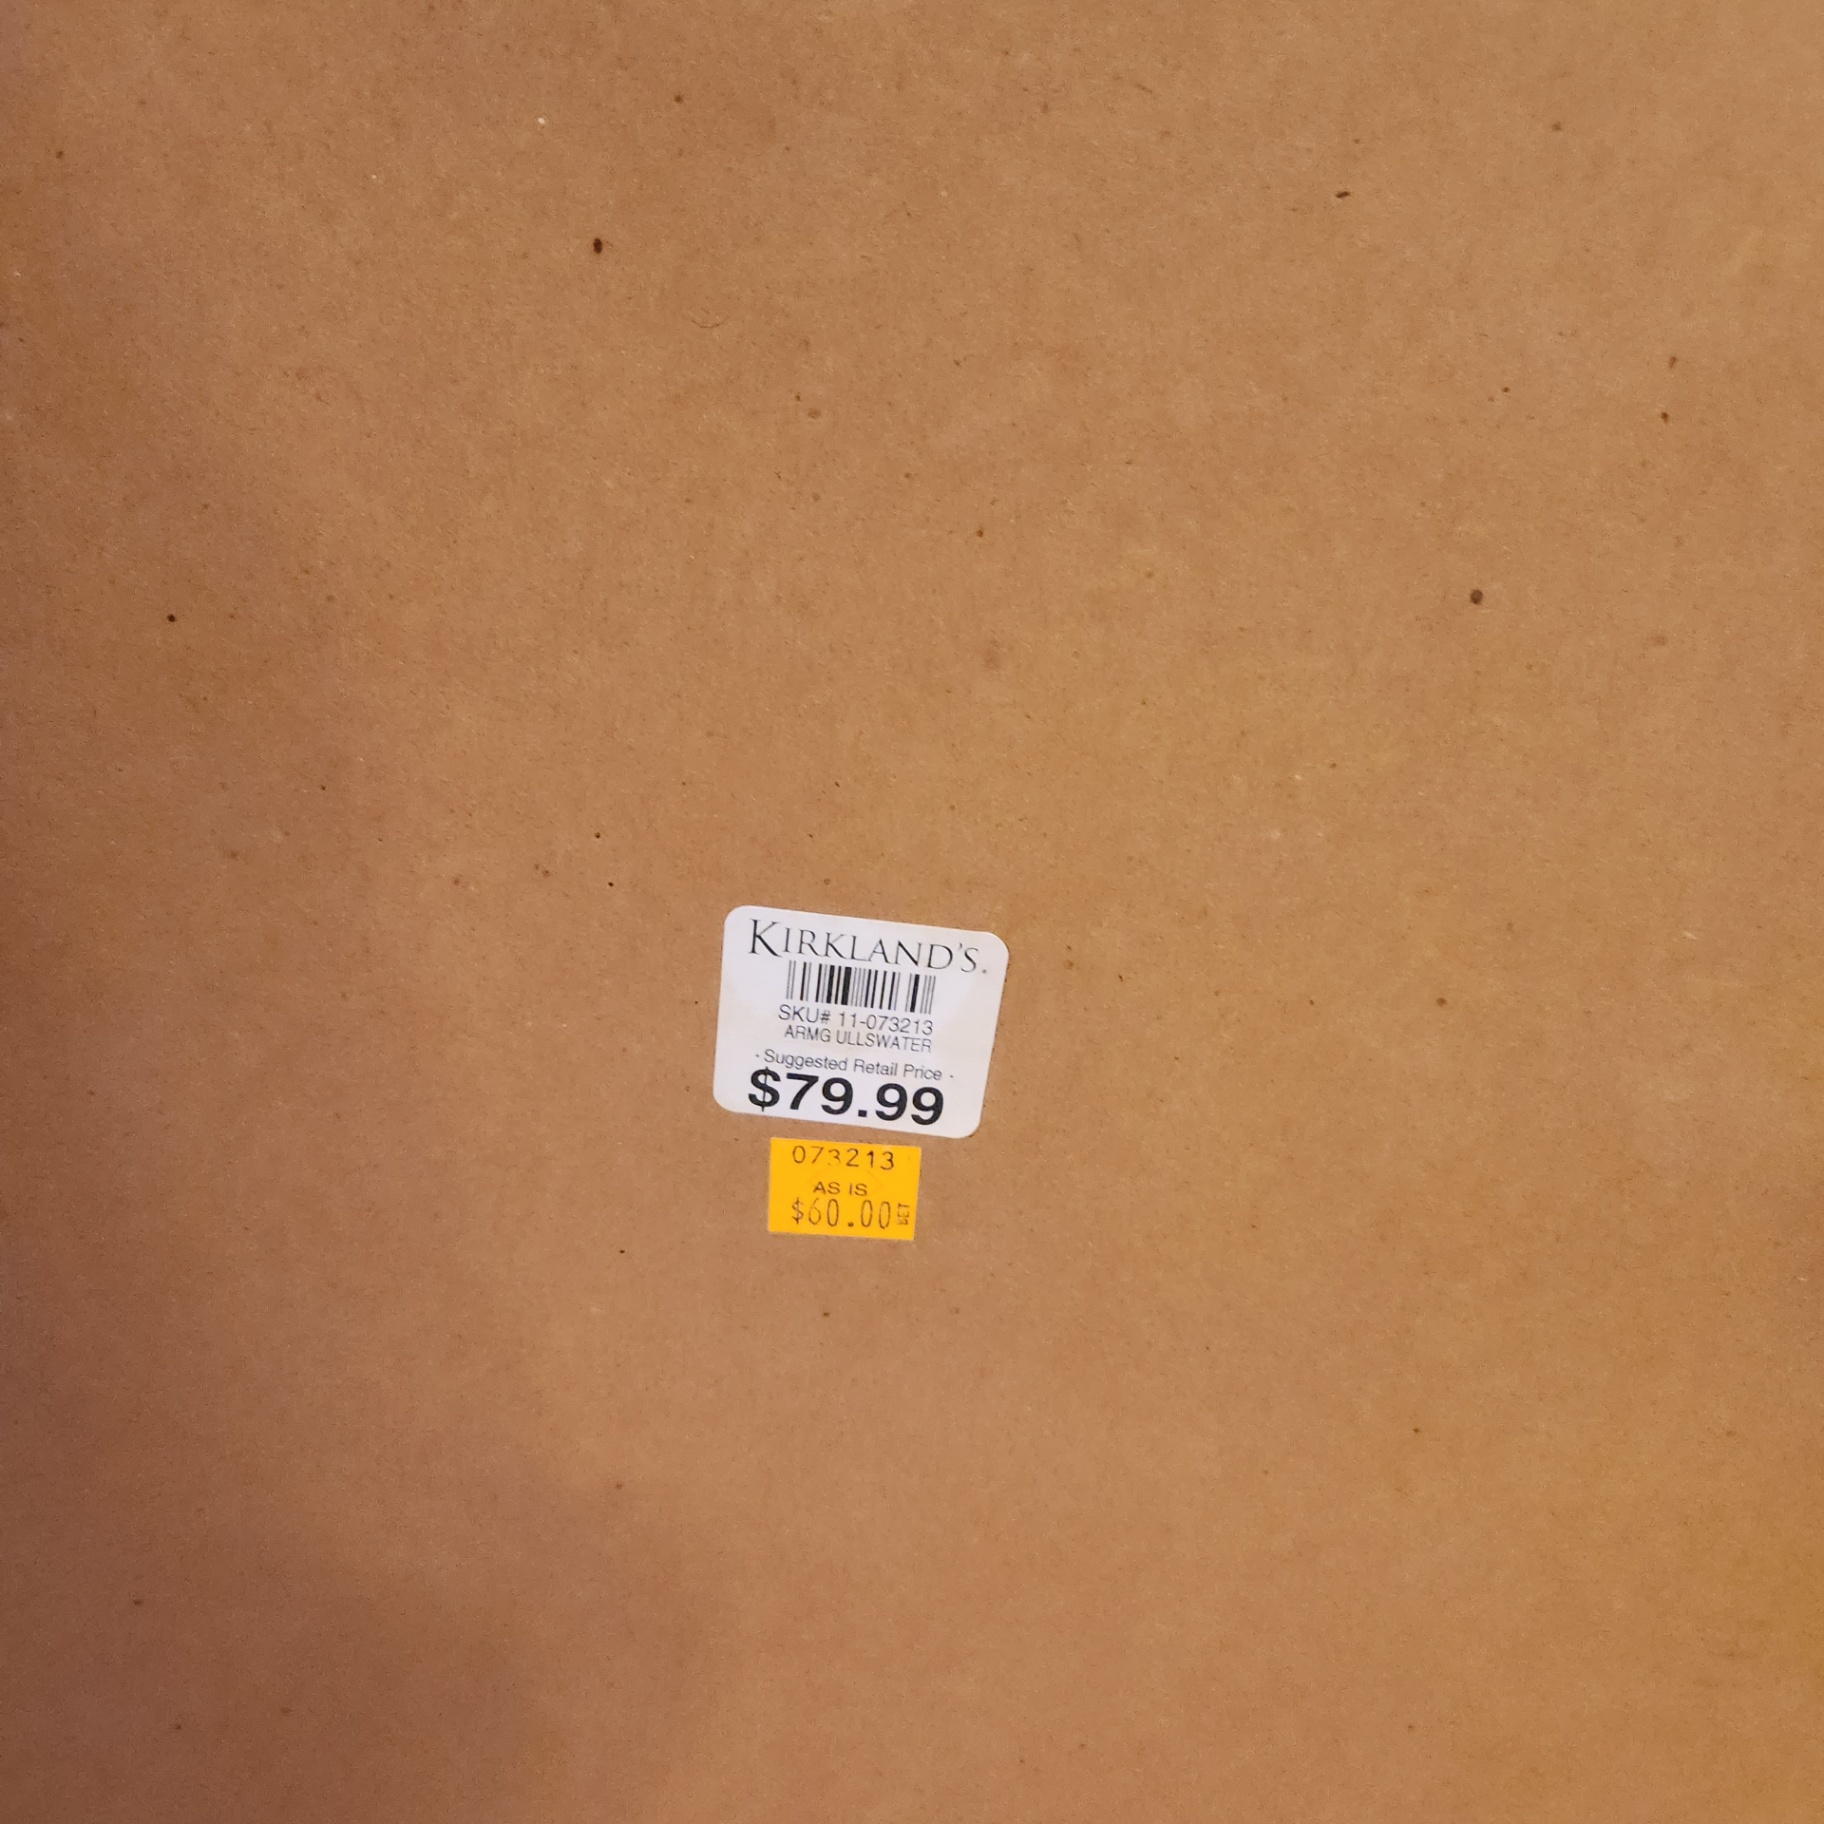 KIRKLAND'S.
SKU# 11-073213
ARMG ULLSWATER
· Suggested Retail Price ·
$79.99
073213
AS IS
$60.00